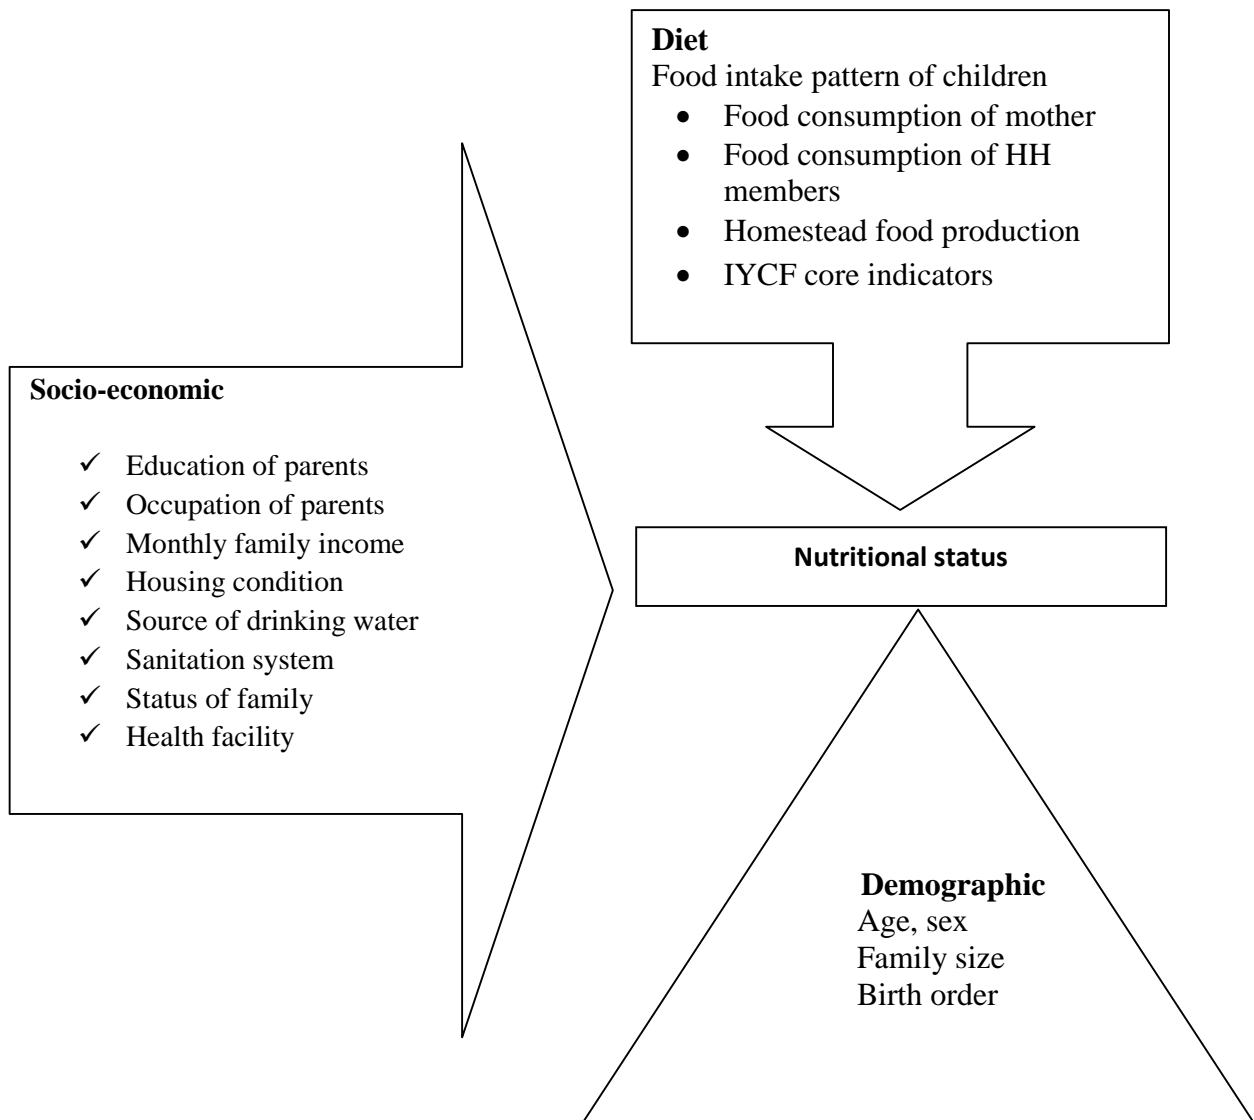 Diet
Food intake pattern of children
• Food consumption of mother
• Food consumption of HH
members
• Homestead food production
• IYCF core indicators
Socio-economic
✓ Education of parents
✓ Occupation of parents
✓ Monthly family income
✓ Housing condition
✓ Source of drinking water
✓ Sanitation system
✓ Status of family
✓ Health facility
Nutritional status
Demographic
Age, sex
Family size
Birth order